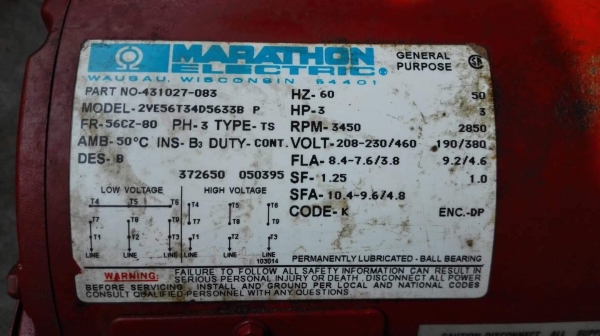 MARATHON
ELECTRIC®
WAUSAU, WISCONSIN 54401
GENERAL
PURPOSE
PART NO-431027-083
MODEL-2VE56T34D5633B P
FR-56CZ-80 PH-3 TYPE-TS
AMB-50°C INS-B3 DUTY-CONT.
DES-B
372650 050395
HZ-60 50
HP-3 3
RPM-3450 2850
VOLT-208-230/460 190/380
FLA-8.4-7.6/3.8 9.2/4.6
SF-1.25 1.0
SFA-10.4-9.6/4.8
CODE-K ENC.-DP
LOW VOLTAGE HIGH VOLTAGE
T4 T5 T6 T4 T5 T6
T7 T8 T9 T7 T8 T9
T1 T2 T3 T1 T2 T3
LINE LINE LINE LINE LINE LINE
103014
PERMANENTLY LUBRICATED - BALL BEARING
WARNING: FAILURE TO FOLLOW ALL SAFETY INFORMATION CAN RESULT IN
SERIOUS PERSONAL INJURY OR DEATH. DISCONNECT ALL POWER
BEFORE SERVICING. INSTALL AND GROUND PER LOCAL AND NATIONAL CODES
CONSULT QUALIFIED PERSONNEL WITH ANY QUESTIONS.